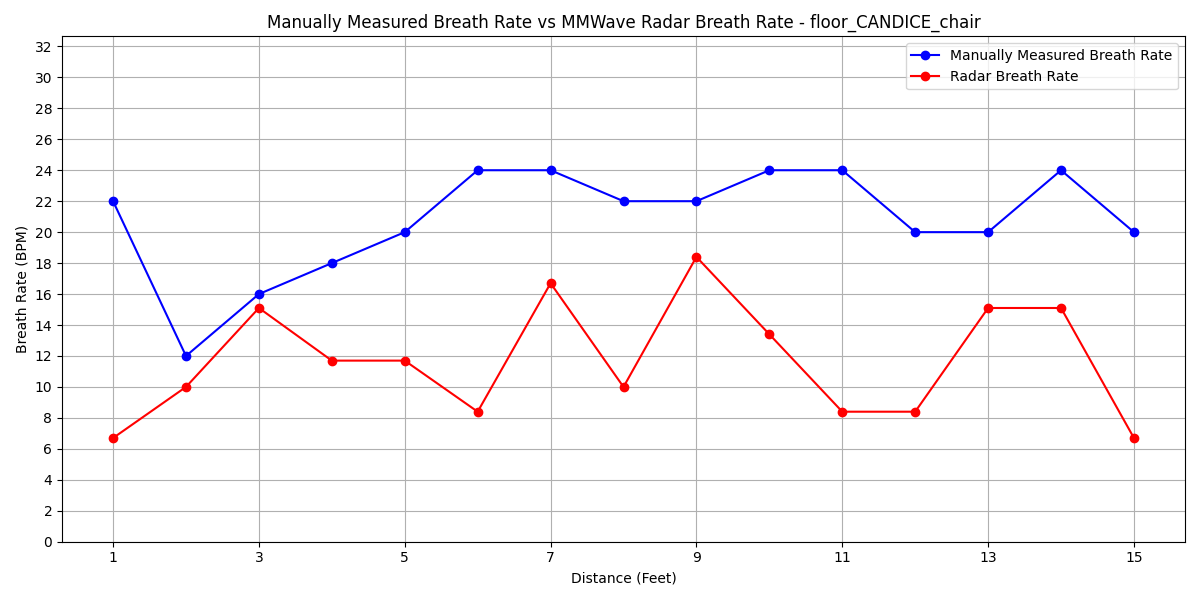 Manually Measured Breath Rate vs MMWave Radar Breath Rate - floor_CANDICE_chair
Manually Measured Breath Rate
Radar Breath Rate
32
30
28
26
24
22
20
18
16
14
12
10
8
6
4
2
0
Breath Rate (BPM)
1 3 5 7 9 11 13 15
Distance (Feet)